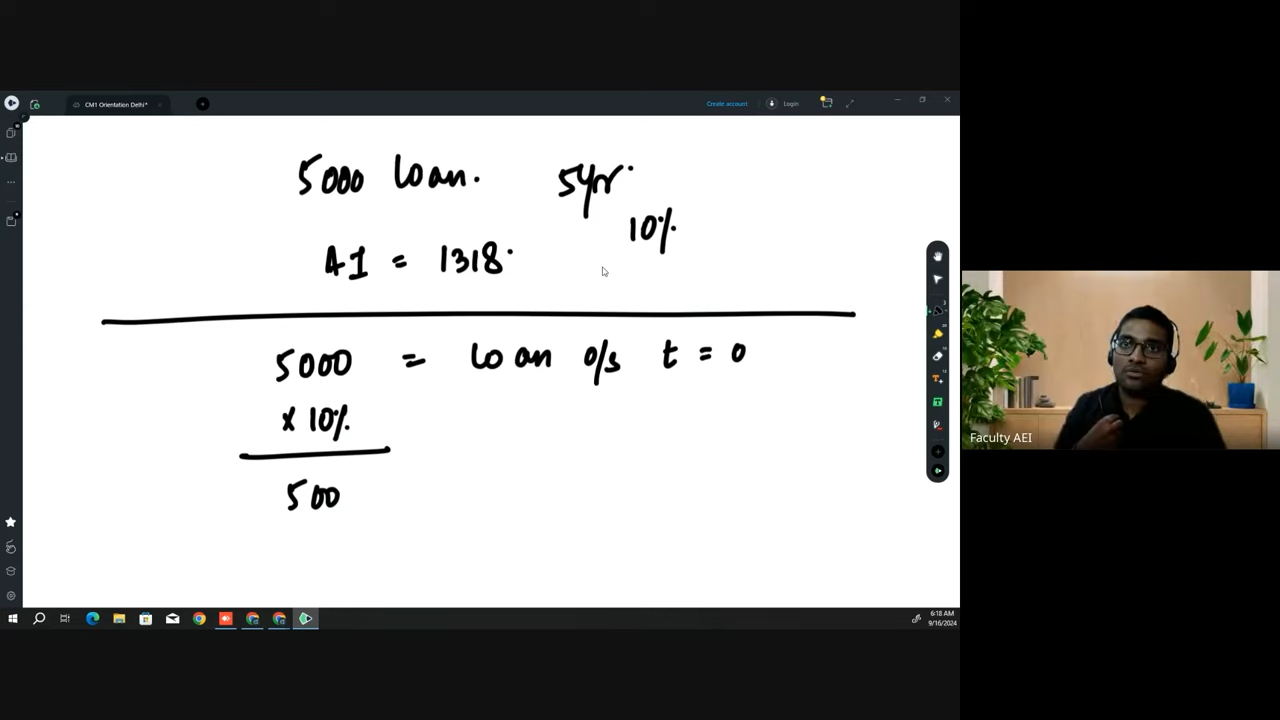 CM1 Orientation Delhi*
Create account
Login
5000 loan. 5yr.
10%
AI = 1318.
5000 = loan o/s t = 0
x 10%
500
Faculty AEI
6:18 AM
9/16/2024